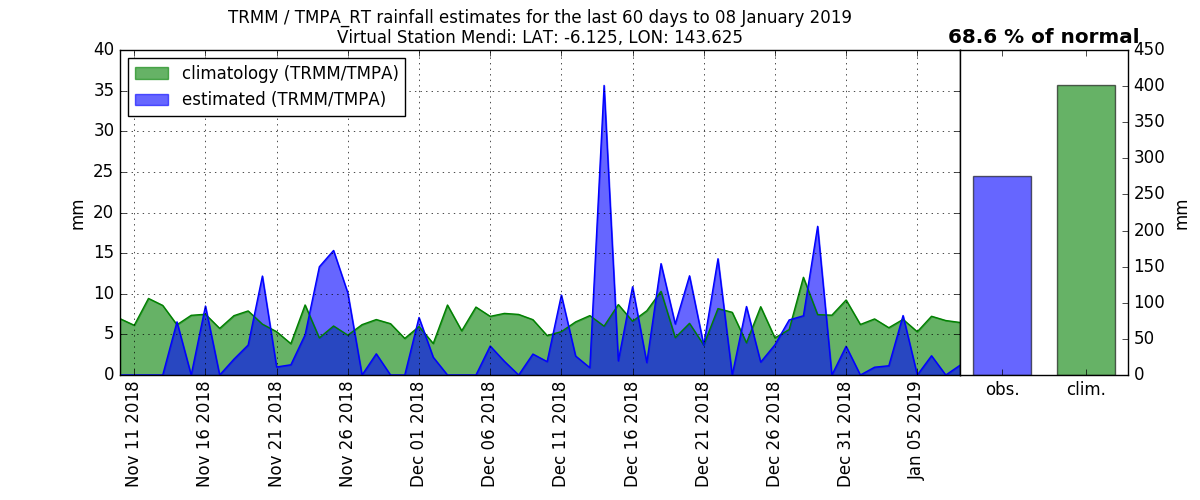 TRMM / TMPA_RT rainfall estimates for the last 60 days to 08 January 2019
Virtual Station Mendi: LAT: -6.125, LON: 143.625
68.6 % of normal
climatology (TRMM/TMPA)
estimated (TRMM/TMPA)
40
35
30
25
20
15
10
5
0
mm
Nov 11 2018
Nov 16 2018
Nov 21 2018
Nov 26 2018
Dec 01 2018
Dec 06 2018
Dec 11 2018
Dec 16 2018
Dec 21 2018
Dec 26 2018
Dec 31 2018
Jan 05 2019
450
400
350
300
250
200
150
100
50
0
mm
obs.
clim.